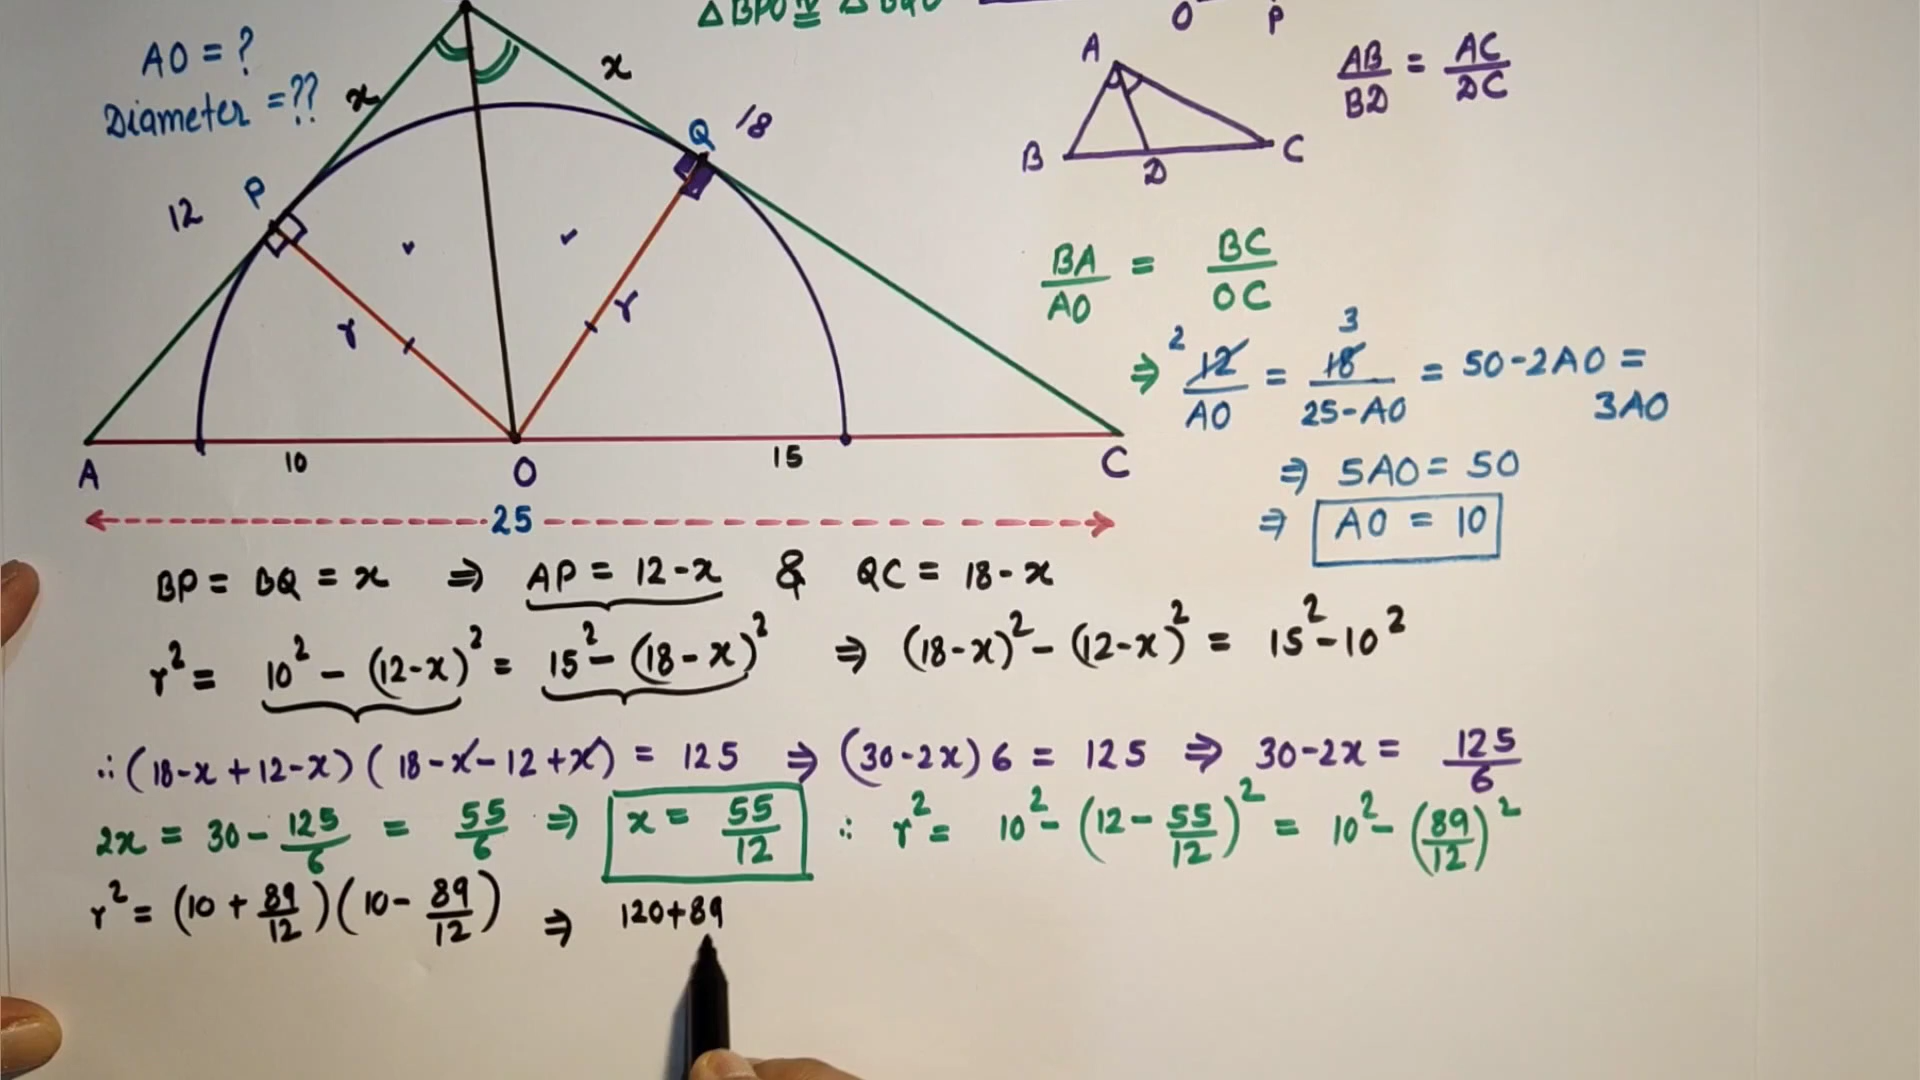 △BPO ≅ △BQO
O P
AO = ?
Diameter = ??
x x
12 P Q 18
r r
A 10 O 15 C
25
A
B D C
AB/BD = AC/DC
BA/AO = BC/OC
⇒ 2 12/AO = 3 18/25-AO = 50-2AO =
3AO
⇒ 5AO = 50
⇒ AO = 10
BP = BQ = x ⇒ AP = 12-x & QC = 18-x
r² = 10² - (12-x)² = 15² - (18-x)² ⇒ (18-x)² - (12-x)² = 15² - 10²
∴ (18-x+12-x)(18-x-12+x) = 125 ⇒ (30-2x)6 = 125 ⇒ 30-2x = 125/6
2x = 30 - 125/6 = 55/6 ⇒ x = 55/12 ∴ r² = 10² - (12 - 55/12)² = 10² - (89/12)²
r² = (10 + 89/12)(10 - 89/12) ⇒ 120+89